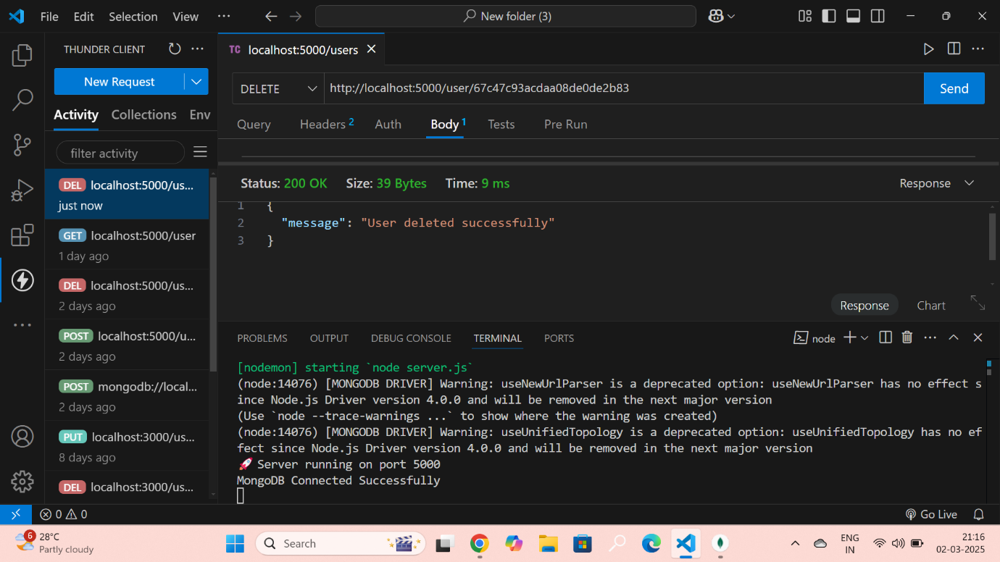 File Edit Selection View ··· New folder (3)
THUNDER CLIENT ···
New Request
Activity Collections Env
filter activity
DEL localhost:5000/us...
just now
GET localhost:5000/user
1 day ago
DEL localhost:5000/us...
2 days ago
POST localhost:5000/u...
2 days ago
POST mongodb://local...
2 days ago
PUT localhost:3000/us...
8 days ago
DEL localhost:3000/us...
TC localhost:5000/users
DELETE http://localhost:5000/user/67c47c93acdaa08de0de2b83 Send
Query Headers 2 Auth Body 1 Tests Pre Run
Status: 200 OK Size: 39 Bytes Time: 9 ms Response
1 {
2 "message": "User deleted successfully"
3 }
Response Chart
PROBLEMS OUTPUT DEBUG CONSOLE TERMINAL PORTS node
[nodemon] starting `node server.js`
(node:14076) [MONGODB DRIVER] Warning: useNewUrlParser is a deprecated option: useNewUrlParser has no effect s
ince Node.js Driver version 4.0.0 and will be removed in the next major version
(Use `node --trace-warnings ...` to show where the warning was created)
(node:14076) [MONGODB DRIVER] Warning: useUnifiedTopology is a deprecated option: useUnifiedTopology has no ef
fect since Node.js Driver version 4.0.0 and will be removed in the next major version
🚀 Server running on port 5000
MongoDB Connected Successfully
0 0 Go Live
6 28°C
Partly cloudy
Search
ENG
IN
21:16
02-03-2025